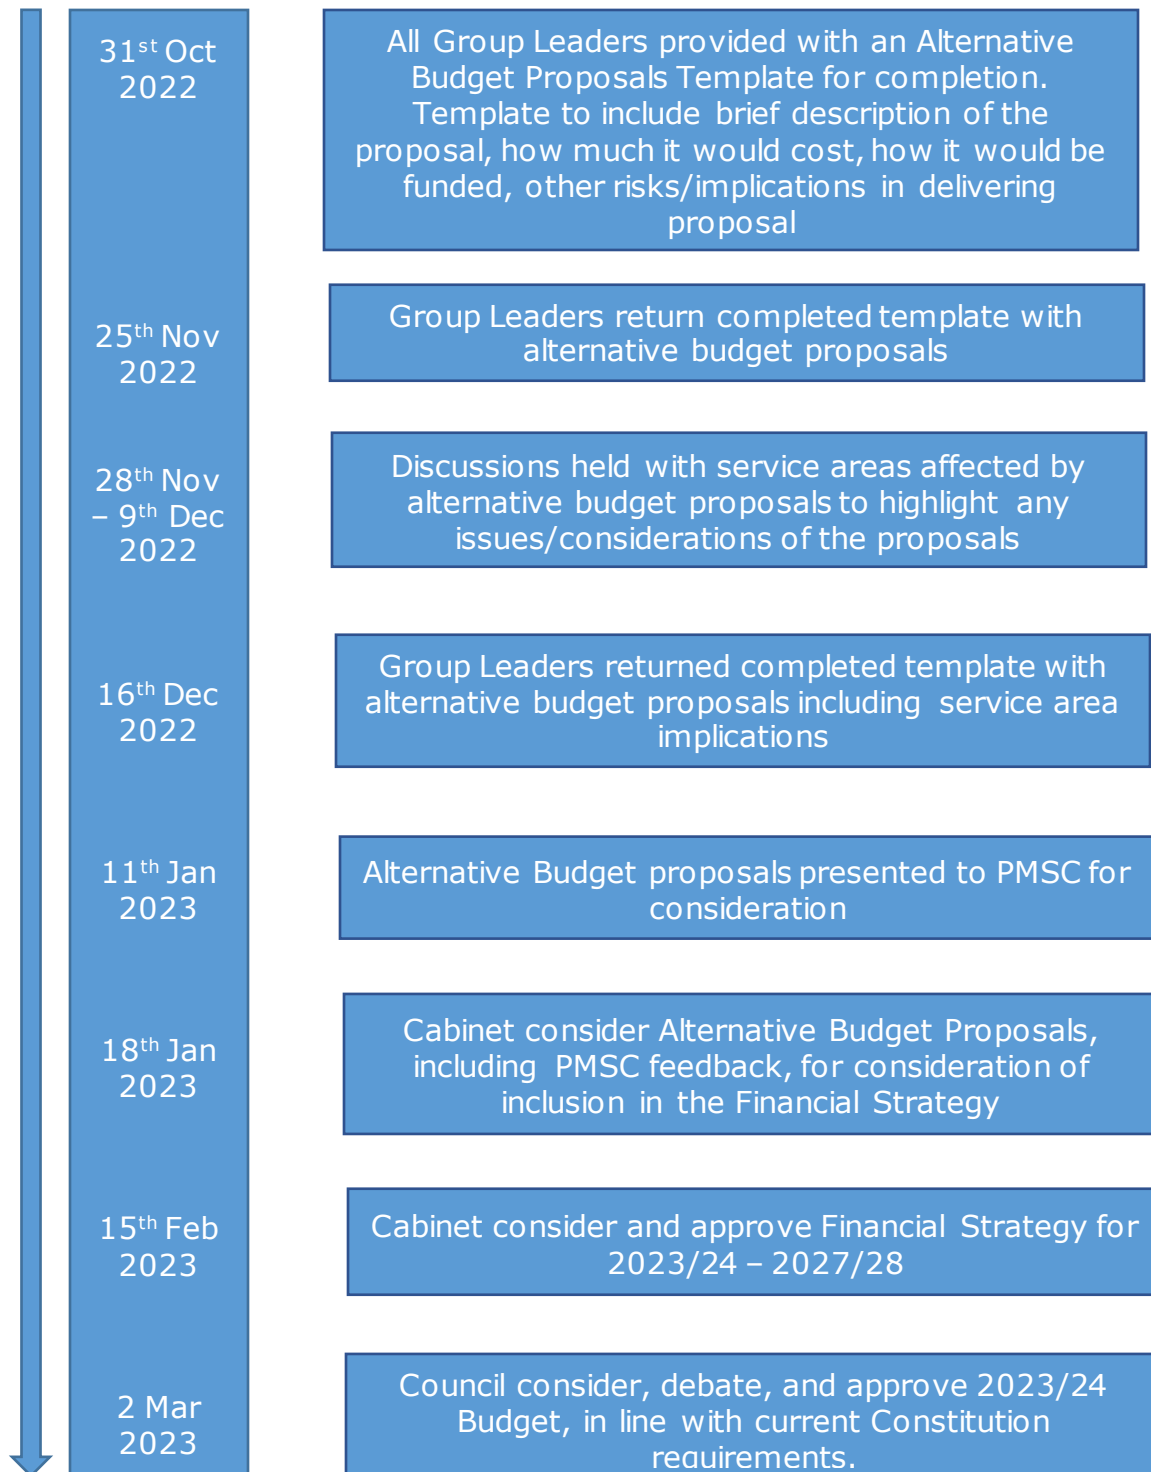 31st Oct
2022
All Group Leaders provided with an Alternative
Budget Proposals Template for completion.
Template to include brief description of the
proposal, how much it would cost, how it would be
funded, other risks/implications in delivering
proposal
25th Nov
2022
Group Leaders return completed template with
alternative budget proposals
28th Nov
– 9th Dec
2022
Discussions held with service areas affected by
alternative budget proposals to highlight any
issues/considerations of the proposals
16th Dec
2022
Group Leaders returned completed template with
alternative budget proposals including service area
implications
11th Jan
2023
Alternative Budget proposals presented to PMSC for
consideration
18th Jan
2023
Cabinet consider Alternative Budget Proposals,
including PMSC feedback, for consideration of
inclusion in the Financial Strategy
15th Feb
2023
Cabinet consider and approve Financial Strategy for
2023/24 – 2027/28
2 Mar
2023
Council consider, debate, and approve 2023/24
Budget, in line with current Constitution
requirements.